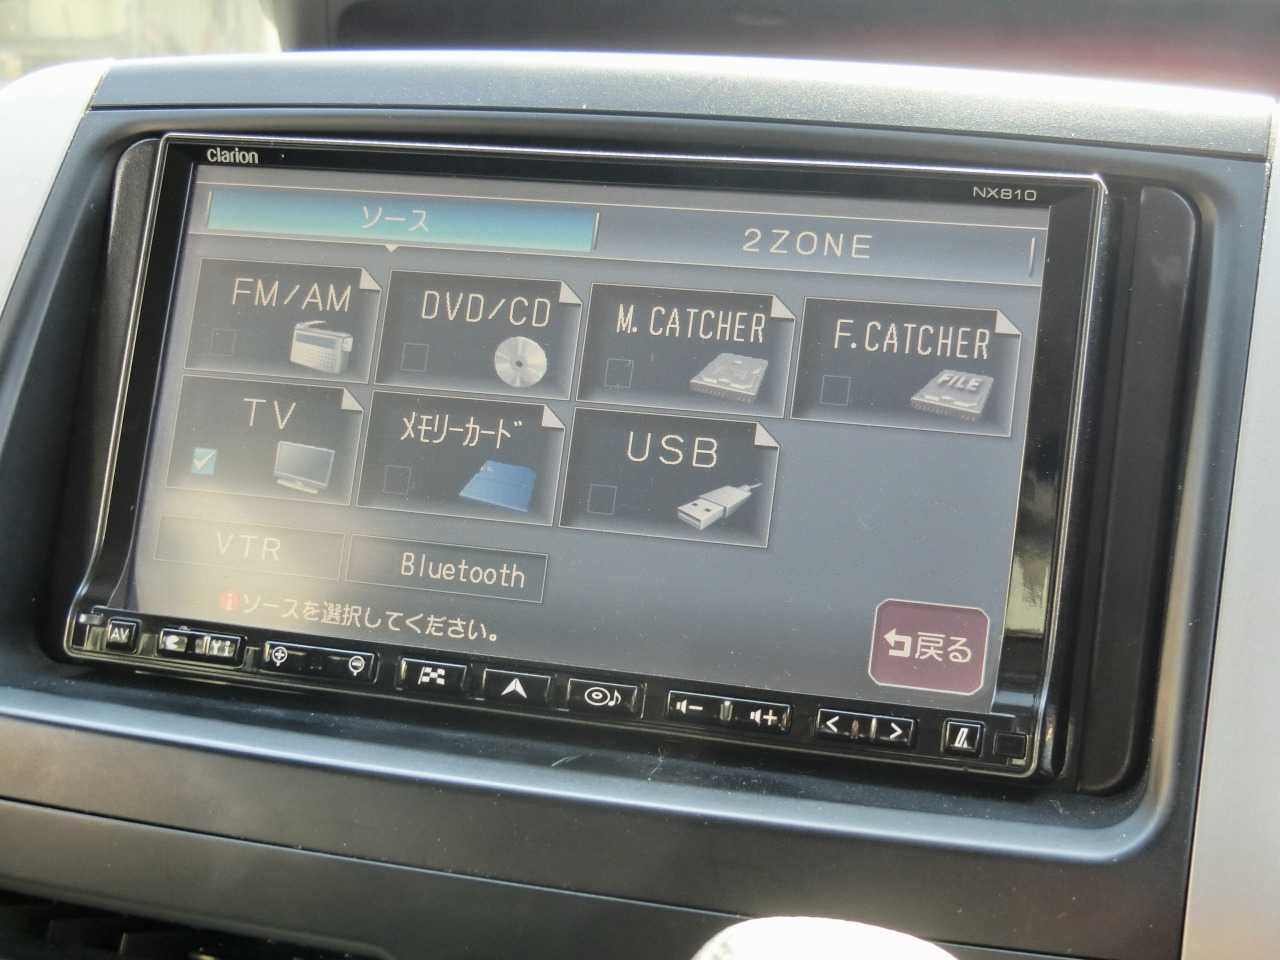 Clarion
NX810
ソース
2ZONE
FM/AM
DVD/CD
M.CATCHER
F.CATCHER
FILE
TV
メモリーカード
USB
VTR
Bluetooth
i ソースを選択してください。
戻る
AV